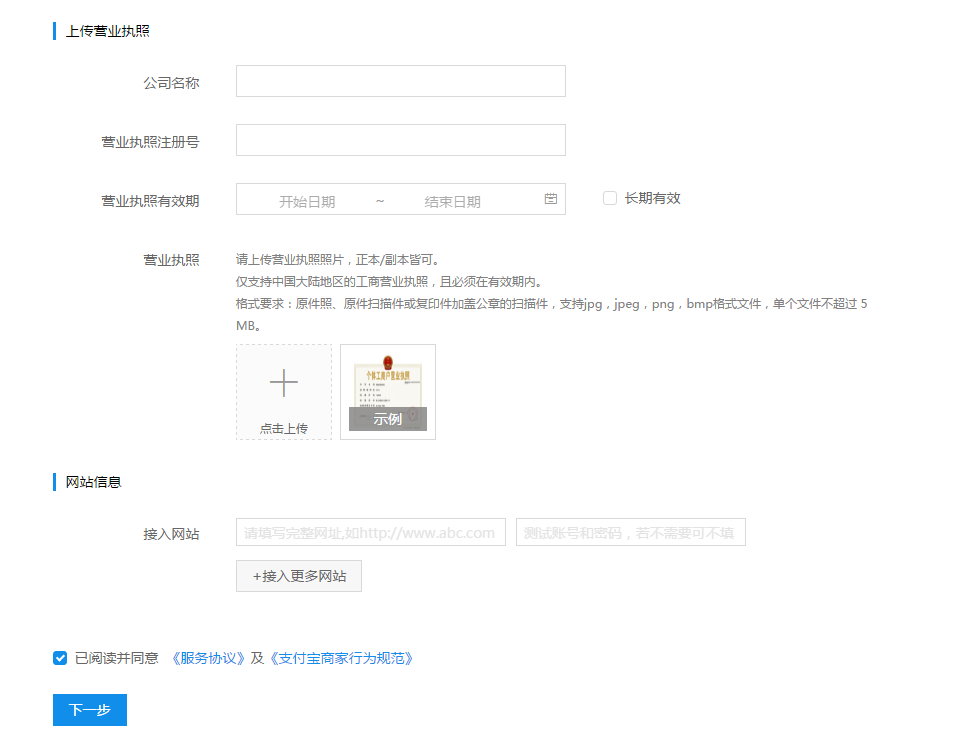 上传营业执照
公司名称
营业执照注册号
营业执照有效期 开始日期 ~ 结束日期 长期有效
营业执照 请上传营业执照照片，正本/副本皆可。
仅支持中国大陆地区的工商营业执照，且必须在有效期内。
格式要求：原件照、原件扫描件或复印件加盖公章的扫描件，支持jpg，jpeg，png，bmp格式文件，单个文件不超过 5
MB。
个体工商户营业执照
点击上传 示例
网站信息
接入网站 请填写完整网址,如http://www.abc.com 测试账号和密码，若不需要可不填
+接入更多网站
已阅读并同意 《服务协议》及《支付宝商家行为规范》
下一步